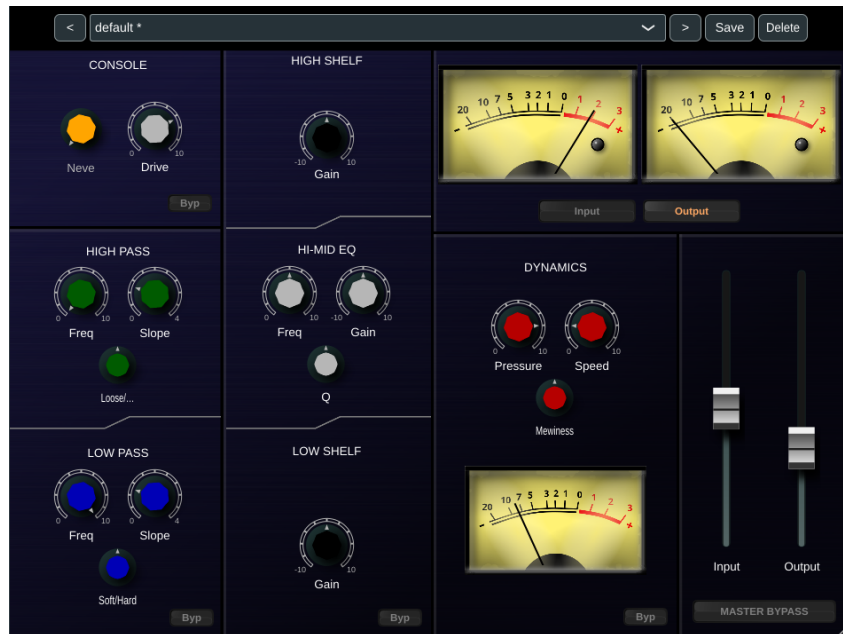 < default * > Save Delete
CONSOLE
Neve
0 10
Drive
Byp
HIGH PASS
0 10
Freq
0 4
Slope
Loose/...
LOW PASS
0 10
Freq
0 4
Slope
Soft/Hard
Byp
HIGH SHELF
-10 10
Gain
HI-MID EQ
0 10
Freq
-10 10
Gain
Q
LOW SHELF
-10 10
Gain
Byp
20 10 7 5 3 2 1 0 1 2 3
- +
20 10 7 5 3 2 1 0 1 2 3
- +
Input Output
DYNAMICS
0 10
Pressure
0 10
Speed
Mewiness
20 10 7 5 3 2 1 0 1 2 3
- +
Byp
Input Output
MASTER BYPASS